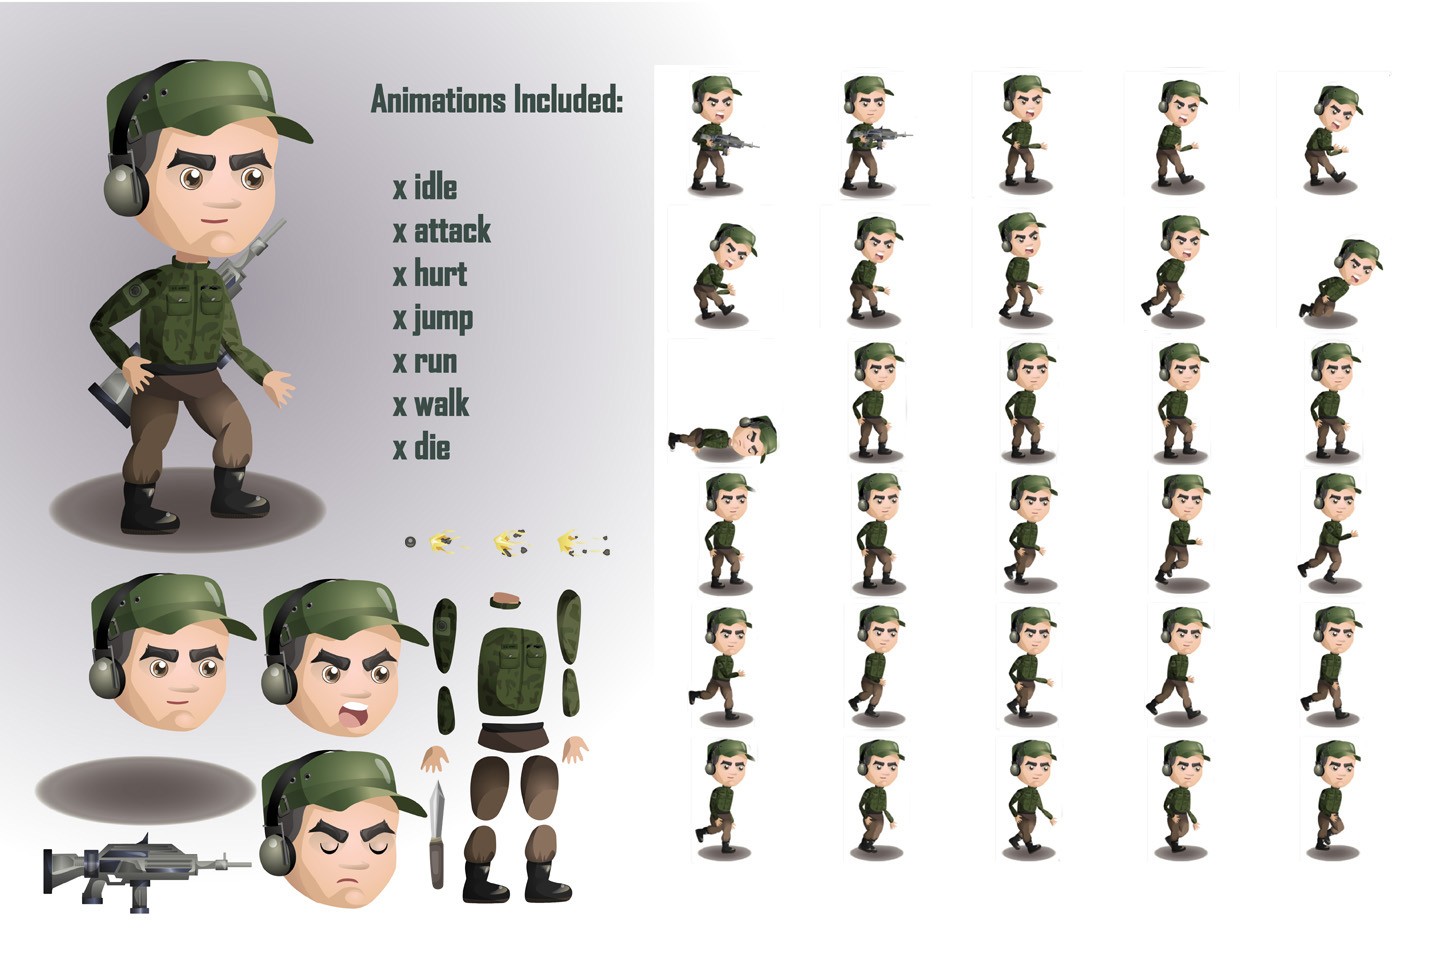 Animations Included:
x idle
x attack
x hurt
x jump
x run
x walk
x die